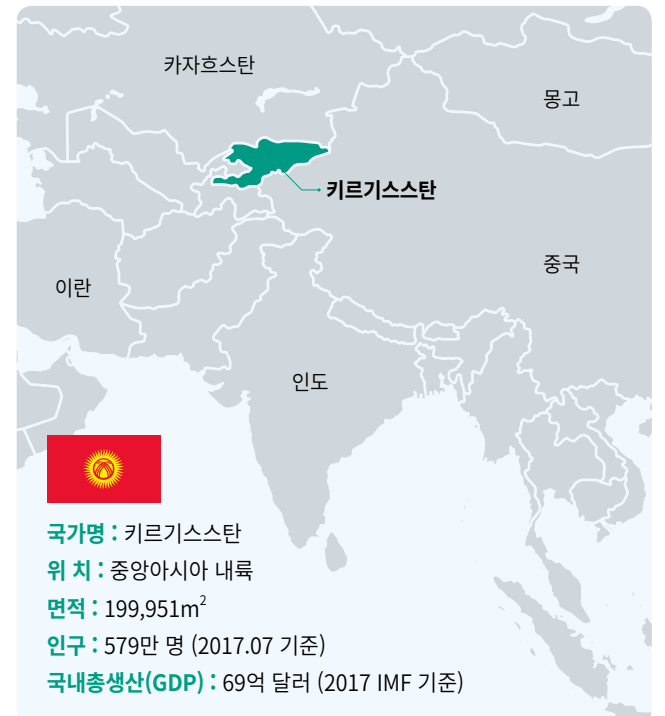 카자흐스탄
몽고
키르기스스탄
중국
이란
인도
국가명 : 키르기스스탄
위 치 : 중앙아시아 내륙
면적 : 199,951m²
인구 : 579만 명 (2017.07 기준)
국내총생산(GDP) : 69억 달러 (2017 IMF 기준)